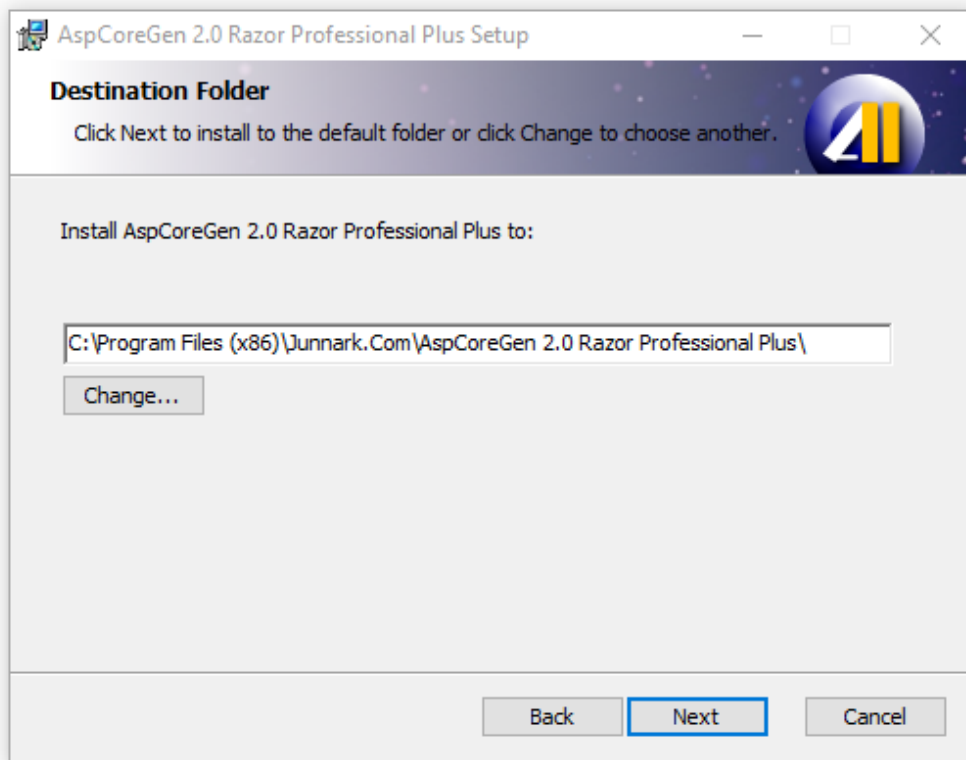 AspCoreGen 2.0 Razor Professional Plus Setup
Destination Folder
Click Next to install to the default folder or click Change to choose another.
Install AspCoreGen 2.0 Razor Professional Plus to:
C:\Program Files (x86)\Junnark.Com\AspCoreGen 2.0 Razor Professional Plus\
Change...
Back Next Cancel